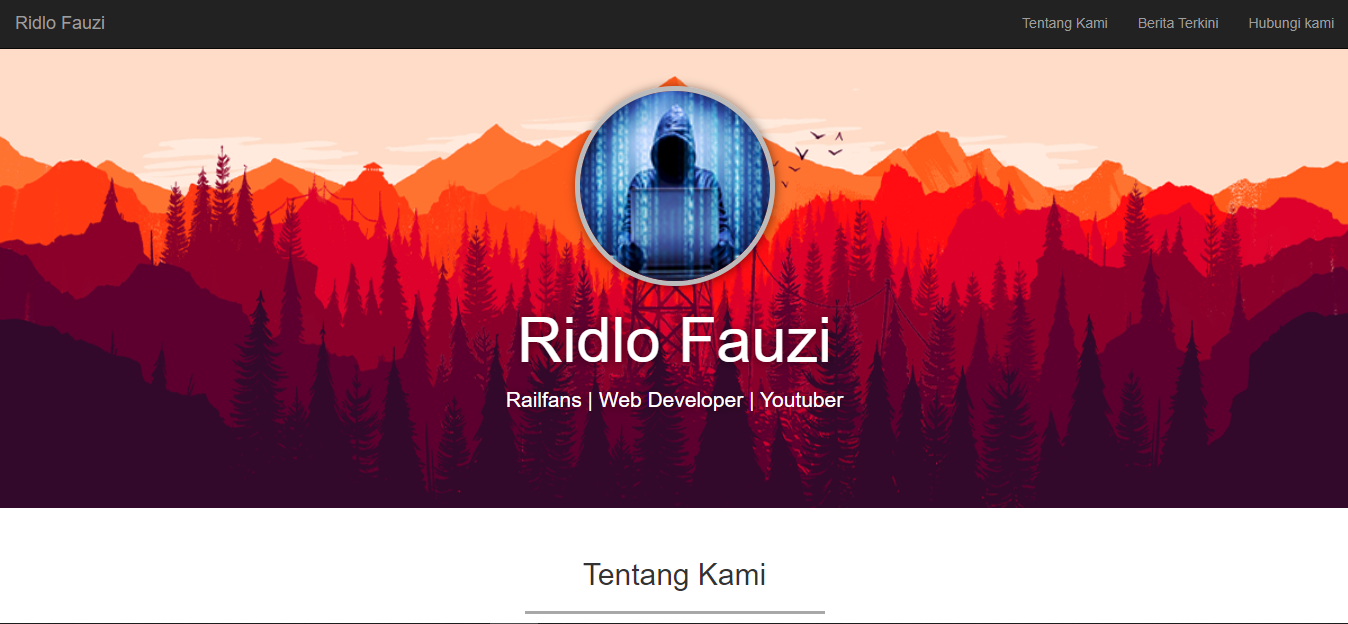 Ridlo Fauzi
Tentang Kami Berita Terkini Hubungi kami
Ridlo Fauzi
Railfans | Web Developer | Youtuber
Tentang Kami